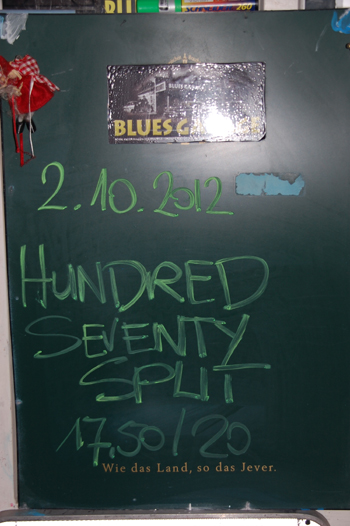 BLUES GARAGE
2.10.2012
HUNDRED
SEVENTY
SPLIT
17.50/20
Wie das Land, so das Jever.